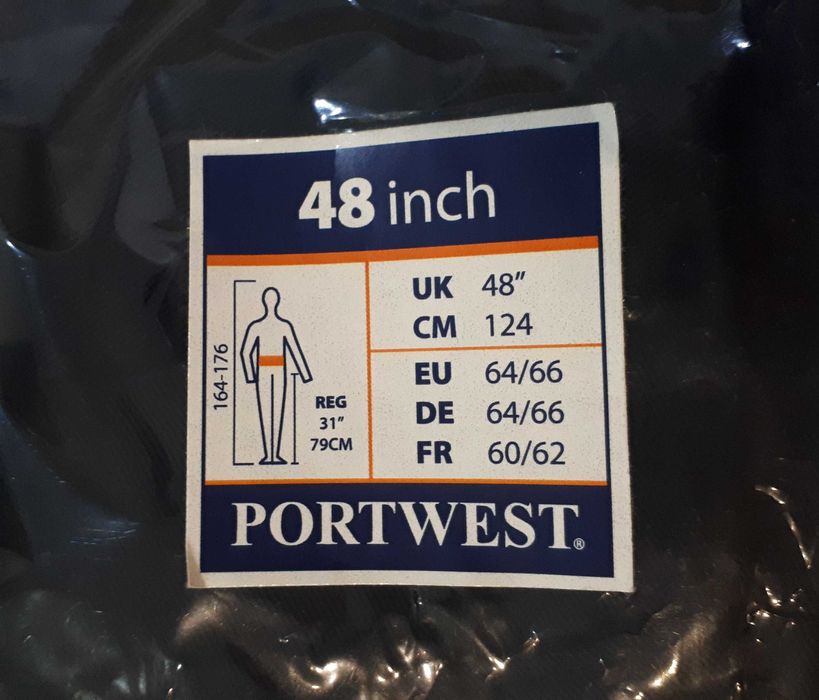 48 inch
164-176
REG
31"
79CM
UK 48"
CM 124
EU 64/66
DE 64/66
FR 60/62
PORTWEST®